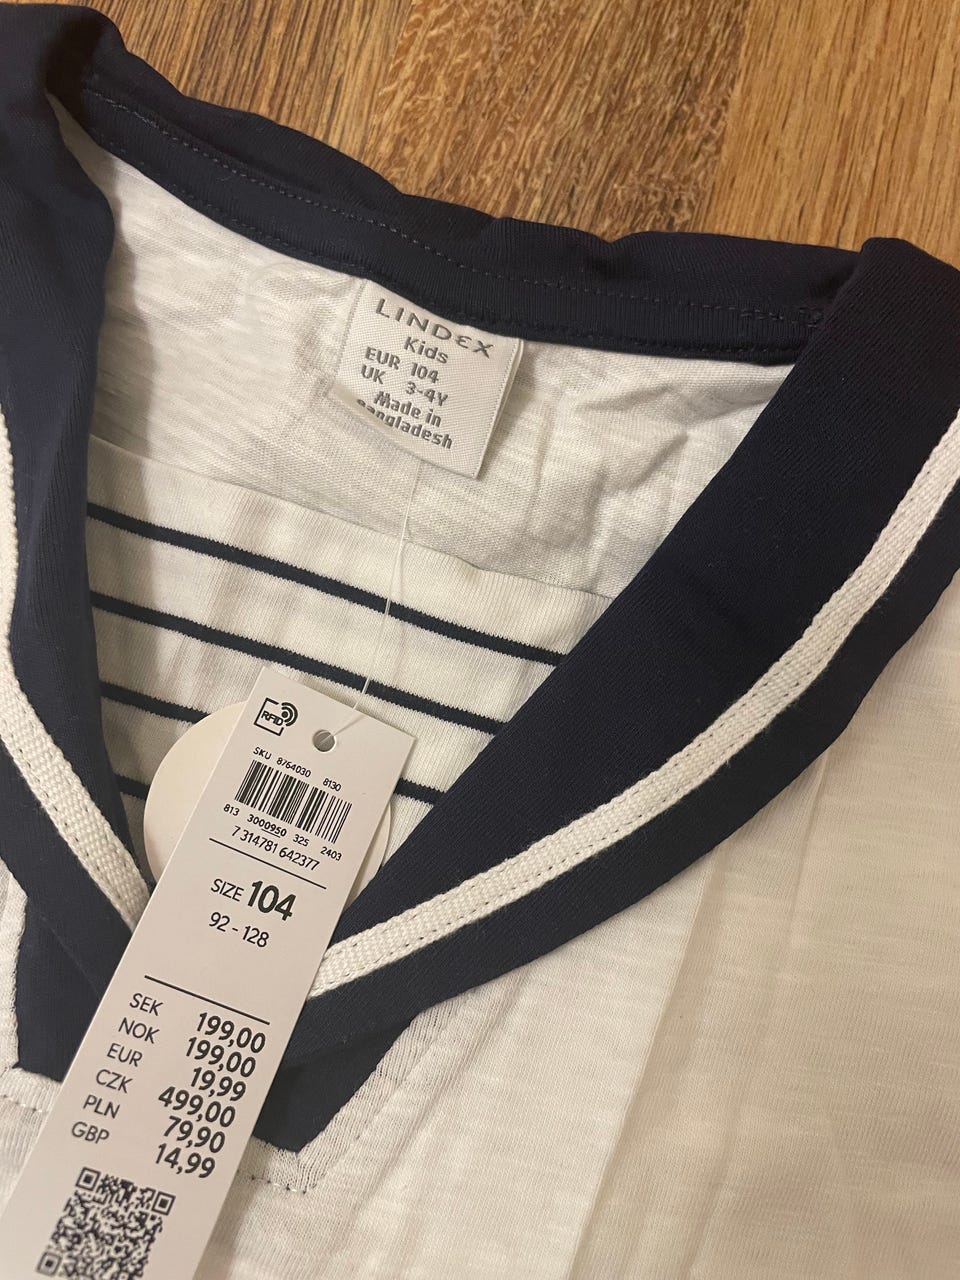 LINDEX
Kids
EUR 104
UK 3-4Y
Made in
Bangladesh
RFID
SKU 8764030 8130
813 3000950 325 2403
7 314781 642377
SIZE 104
92 - 128
SEK 199,00
NOK 199,00
EUR 19,99
CZK 499,00
PLN 79,90
GBP 14,99